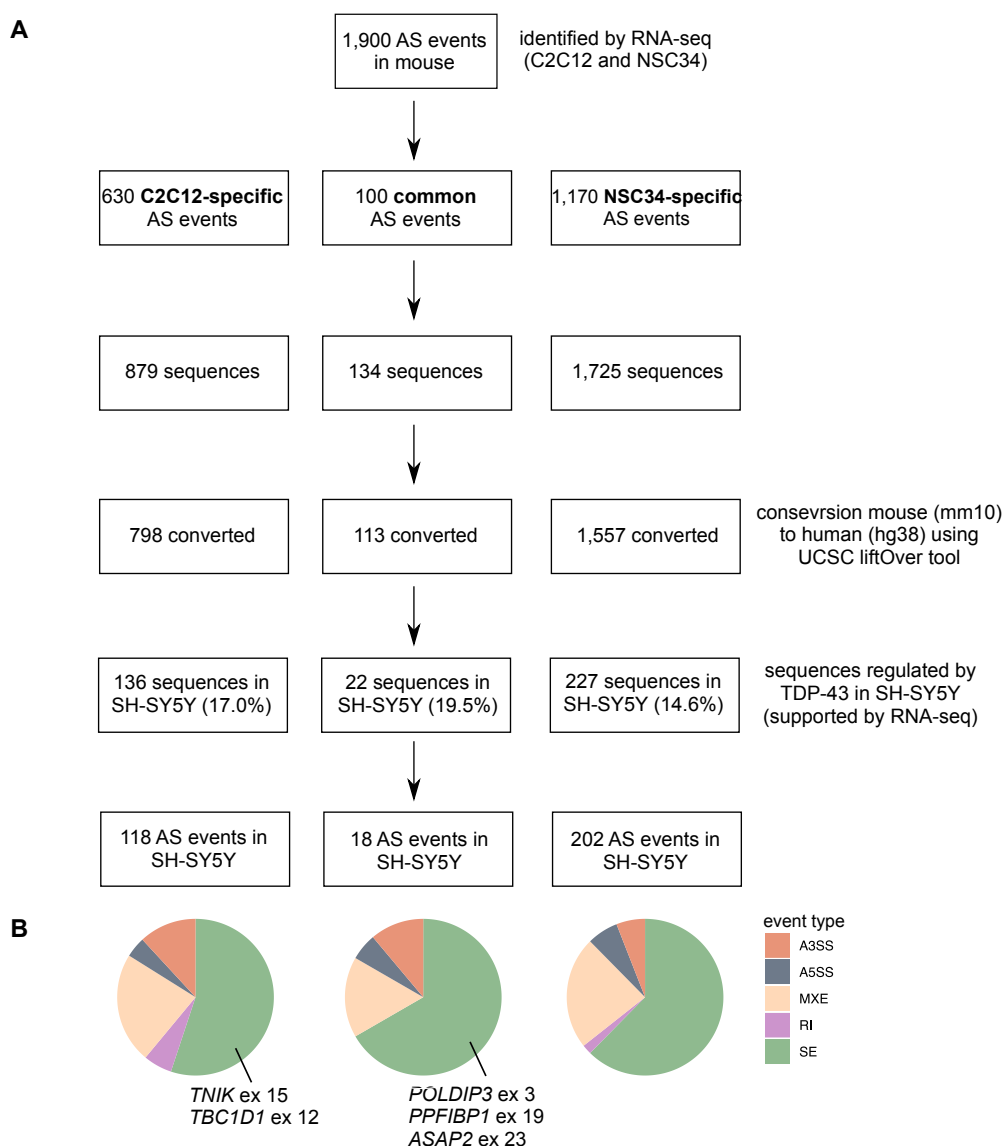 A
1,900 AS events
in mouse
identified by RNA-seq
(C2C12 and NSC34)
630 C2C12-specific
AS events
100 common
AS events
1,170 NSC34-specific
AS events
879 sequences
134 sequences
1,725 sequences
798 converted
113 converted
1,557 converted
consevrsion mouse (mm10)
to human (hg38) using
UCSC liftOver tool
136 sequences in
SH-SY5Y (17.0%)
22 sequences in
SH-SY5Y (19.5%)
227 sequences in
SH-SY5Y (14.6%)
sequences regulated by
TDP-43 in SH-SY5Y
(supported by RNA-seq)
118 AS events in
SH-SY5Y
18 AS events in
SH-SY5Y
202 AS events in
SH-SY5Y
B
event type
A3SS
A5SS
MXE
RI
SE
TNIK ex 15
TBC1D1 ex 12
POLDIP3 ex 3
PPFIBP1 ex 19
ASAP2 ex 23